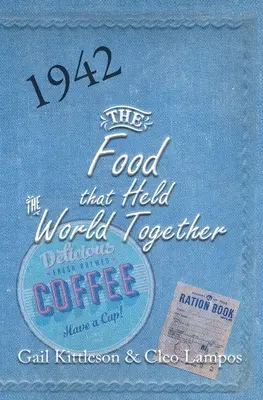 1942
THE
Food
that Held
THE World Together
Delicious
FRESH BREWED
COFFEE
Have a Cup!
RATION BOOK
Gail Kittleson & Cleo Lampos